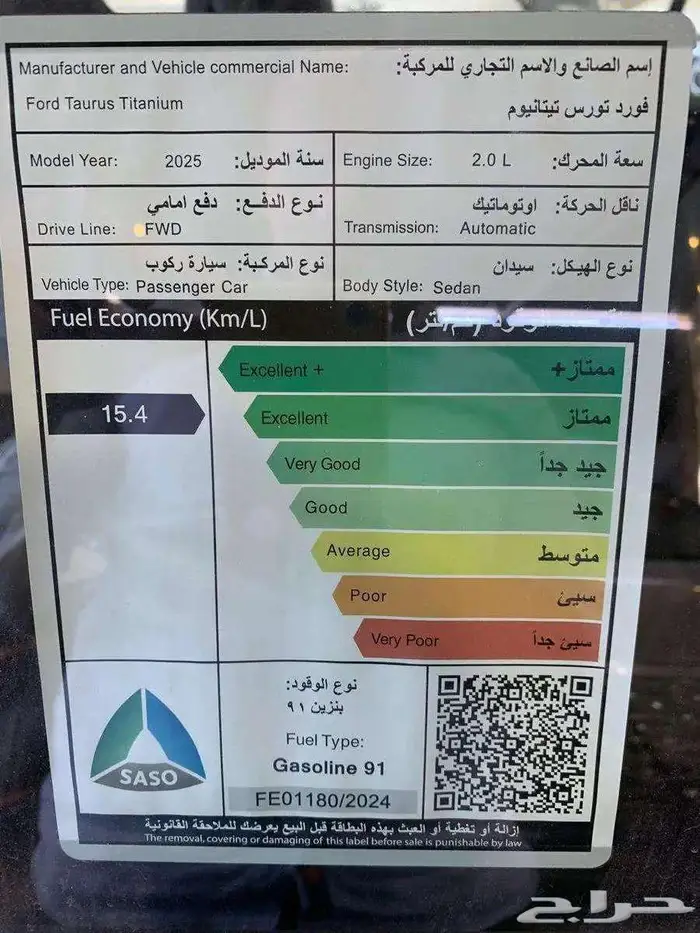 Manufacturer and Vehicle commercial Name: إسم الصانع والاسم التجاري للمركبة:
Ford Taurus Titanium فورد تورس تيتانيوم
Model Year: 2025 سنة الموديل:
Engine Size: 2.0 L سعة المحرك:
نوع الدفع: دفع امامي
Drive Line: FWD
ناقل الحركة: اوتوماتيك
Transmission: Automatic
نوع المركبة: سيارة ركوب
Vehicle Type: Passenger Car
نوع الهيكل: سيدان
Body Style: Sedan
Fuel Economy (Km/L)
15.4
Excellent + ممتاز+
Excellent ممتاز
Very Good جيد جداً
Good جيد
Average متوسط
Poor سيئ
Very Poor سيئ جداً
SASO
نوع الوقود:
بنزين ٩١
Fuel Type:
Gasoline 91
FE01180/2024
إزالة أو تغطية أو العبث بهذه البطاقة قبل البيع يعرضك للملاحقة القانونية
The removal, covering or damaging of this label before sale is punishable by law
حراج